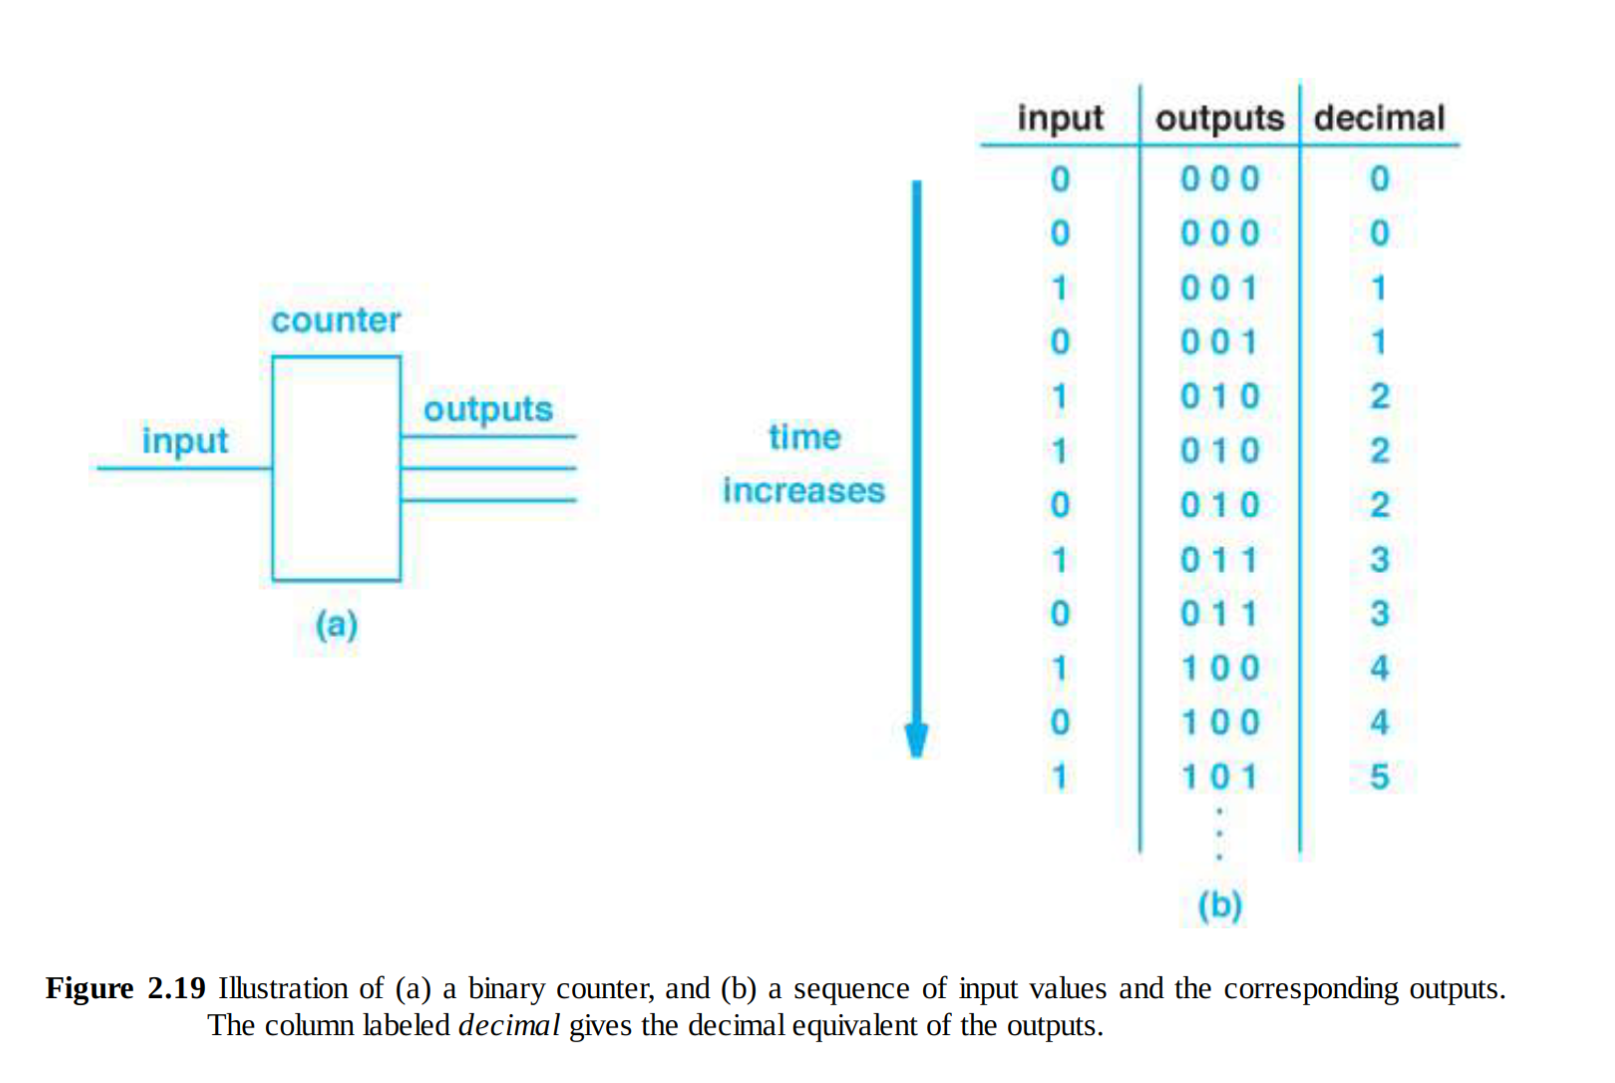 counter
input
outputs
(a)
time
increases
input outputs decimal
0 0 0 0 0
0 0 0 0 0
1 0 0 1 1
0 0 0 1 1
1 0 1 0 2
1 0 1 0 2
0 0 1 0 2
1 0 1 1 3
0 0 1 1 3
1 1 0 0 4
0 1 0 0 4
1 1 0 1 5
(b)
Figure 2.19 Illustration of (a) a binary counter, and (b) a sequence of input values and the corresponding outputs.
The column labeled decimal gives the decimal equivalent of the outputs.